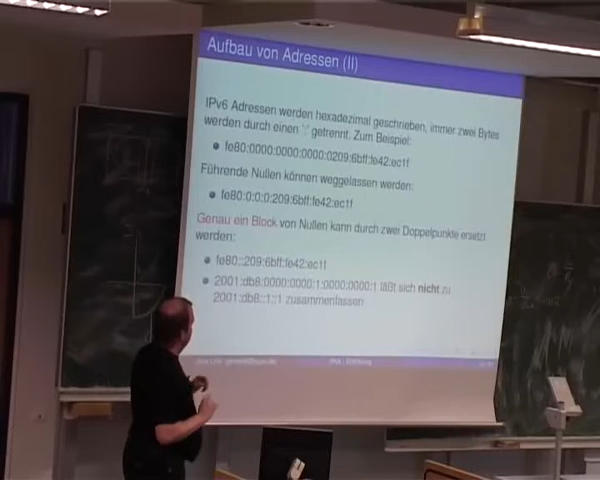 Aufbau von Adressen (II)
IPv6 Adressen werden hexadezimal geschrieben, immer zwei Bytes
werden durch einen ':' getrennt. Zum Beispiel:
fe80:0000:0000:0000:0209:6bff:fe42:ec1f
Führende Nullen können weggelassen werden:
fe80:0:0:0:209:6bff:fe42:ec1f
Genau ein Block von Nullen kann durch zwei Doppelpunkte ersetzt
werden:
fe80::209:6bff:fe42:ec1f
2001:db8:0000:0000:1:0000:0000:1 läßt sich nicht zu
2001:db8::1::1 zusammenfassen